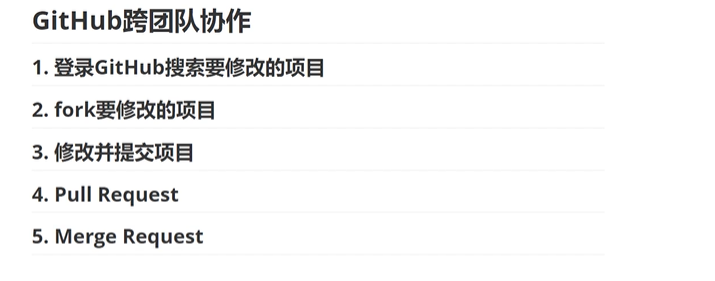 GitHub跨团队协作
1. 登录GitHub搜索要修改的项目
2. fork要修改的项目
3. 修改并提交项目
4. Pull Request
5. Merge Request